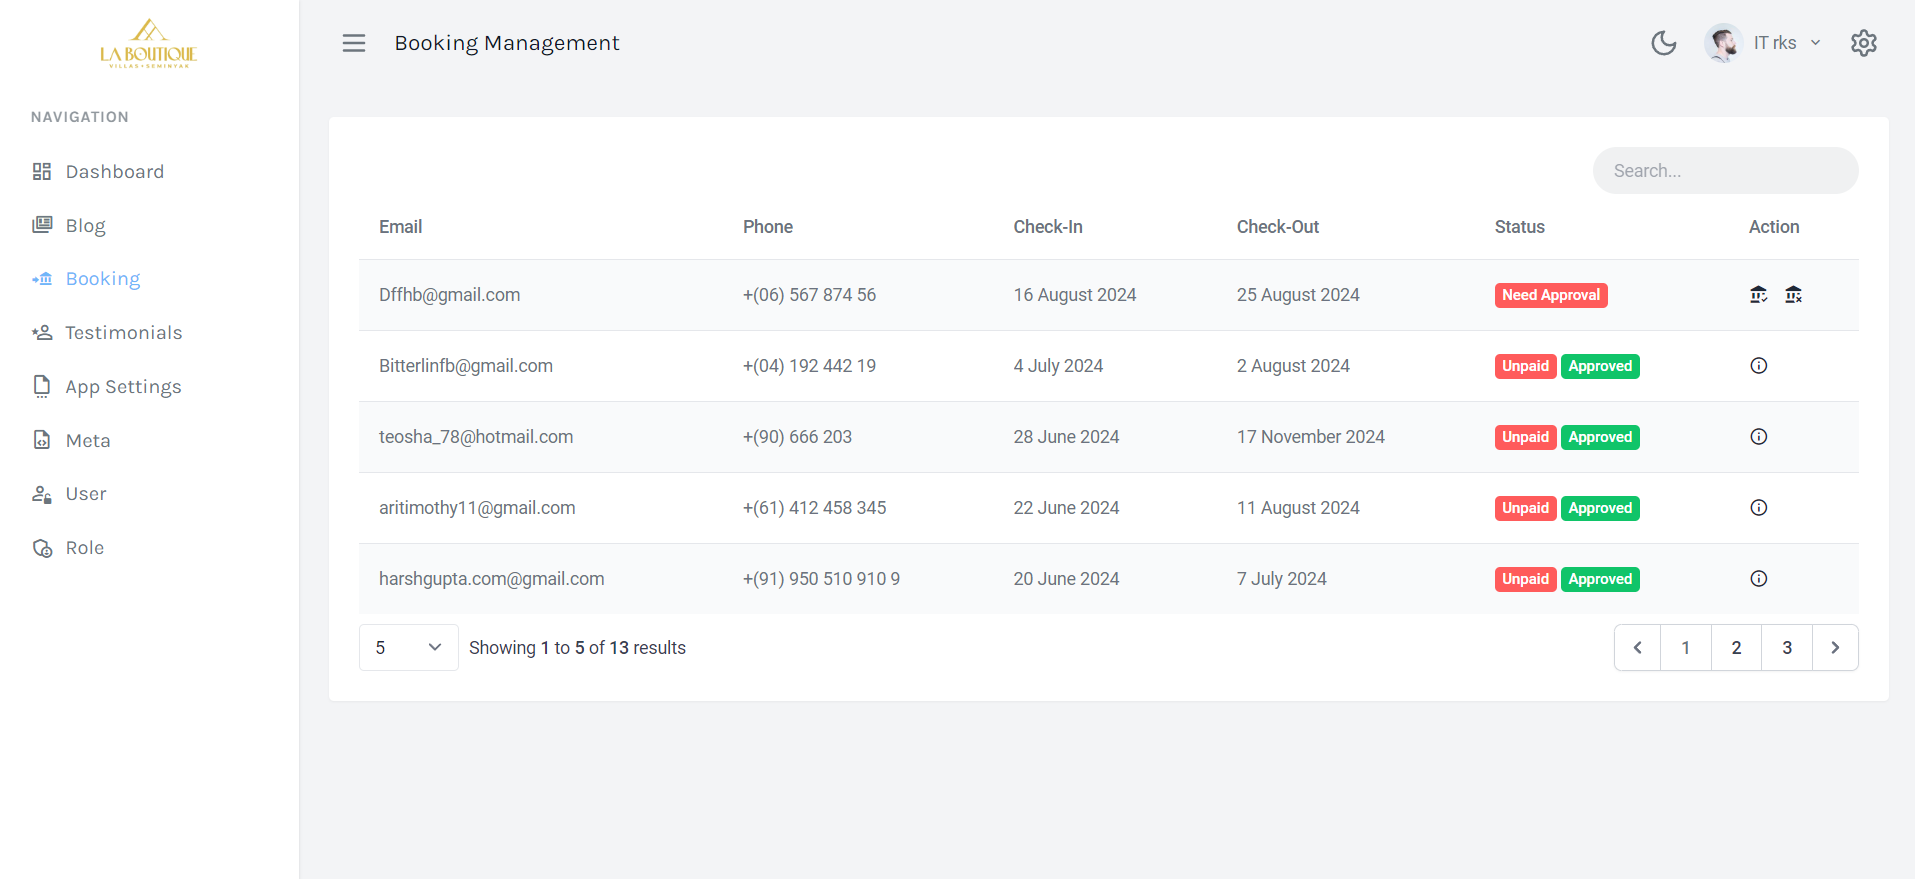 LA BOUTIQUE
VILLAS • SEMINYAK
NAVIGATION
Dashboard
Blog
Booking
Testimonials
App Settings
Meta
User
Role
Booking Management
IT rks
Search...
Email Phone Check-In Check-Out Status Action
Dffhb@gmail.com +(06) 567 874 56 16 August 2024 25 August 2024 Need Approval
Bitterlinfb@gmail.com +(04) 192 442 19 4 July 2024 2 August 2024 Unpaid Approved
teosha_78@hotmail.com +(90) 666 203 28 June 2024 17 November 2024 Unpaid Approved
aritimothy11@gmail.com +(61) 412 458 345 22 June 2024 11 August 2024 Unpaid Approved
harshgupta.com@gmail.com +(91) 950 510 910 9 20 June 2024 7 July 2024 Unpaid Approved
5 Showing 1 to 5 of 13 results 1 2 3